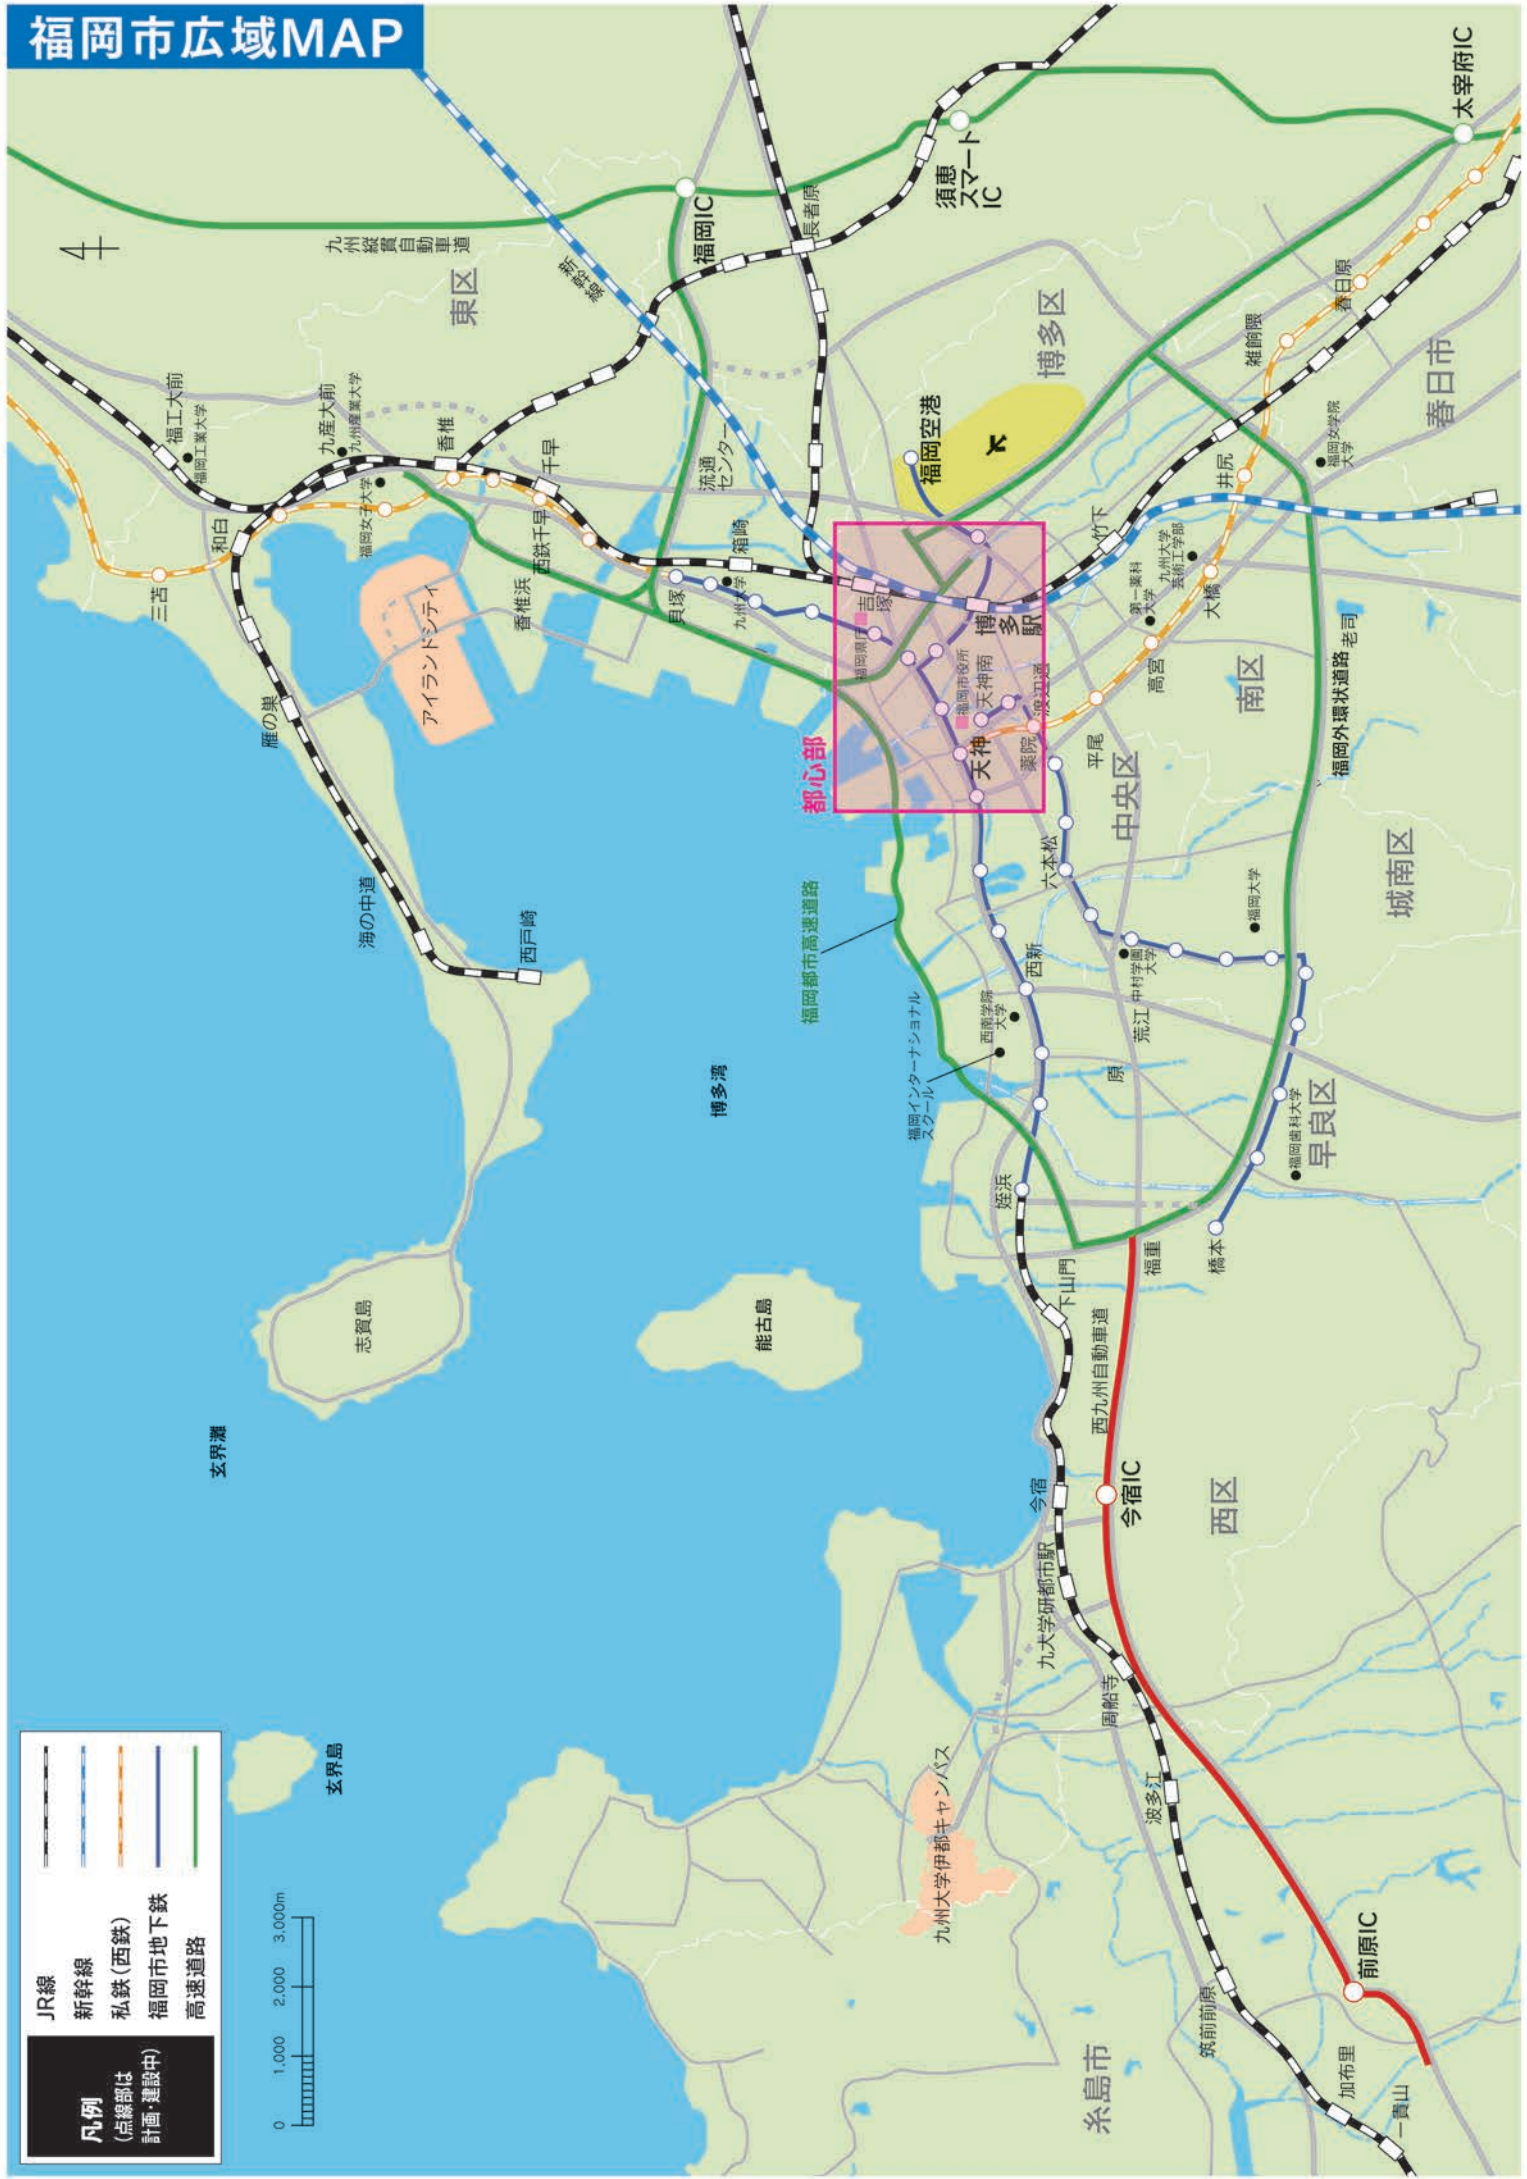 福岡市広域MAP
凡例
(点線部は
計画・建設中)
JR線
新幹線
私鉄(西鉄)
福岡市地下鉄
高速道路
0
1,000
2,000
3,000m
玄界島
玄界灘
志賀島
能古島
博多湾
海の中道
西戸崎
雁の巣
三苫
和白
福工大前
福岡工業大学
九産大前
九州産業大学
福岡女子大学
香椎
千早
西鉄千早
香椎浜
アイランドシティ
九州
縦貫
自動
車道
東区
新幹線
福岡IC
長者原
須恵
スマート
IC
太宰府IC
流通
センター
箱崎
貝塚
九州大学
吉塚
福岡県庁
福岡空港
博多区
博多駅
福岡市役所
天神南
天神
渡辺通
薬院
都心部
竹下
平尾
高宮
第一薬科
大学
九州大学
芸術工学部
大橋
井尻
雑餉隈
春日原
福岡女学院
大学
春日市
南区
老司
福岡外環状道路
中央区
六本松
城南区
福岡大学
中村学園
大学
福岡都市高速道路
福岡インターナショナル
スクール
西南学院
大学
西新
荒江
原
早良区
福岡歯科大学
姪浜
下山門
福重
橋本
西九州自動車道
今宿
今宿IC
西区
九大学研都市駅
周船寺
九州大学伊都キャンパス
波多江
筑前前原
前原IC
加布里
一貴山
糸島市